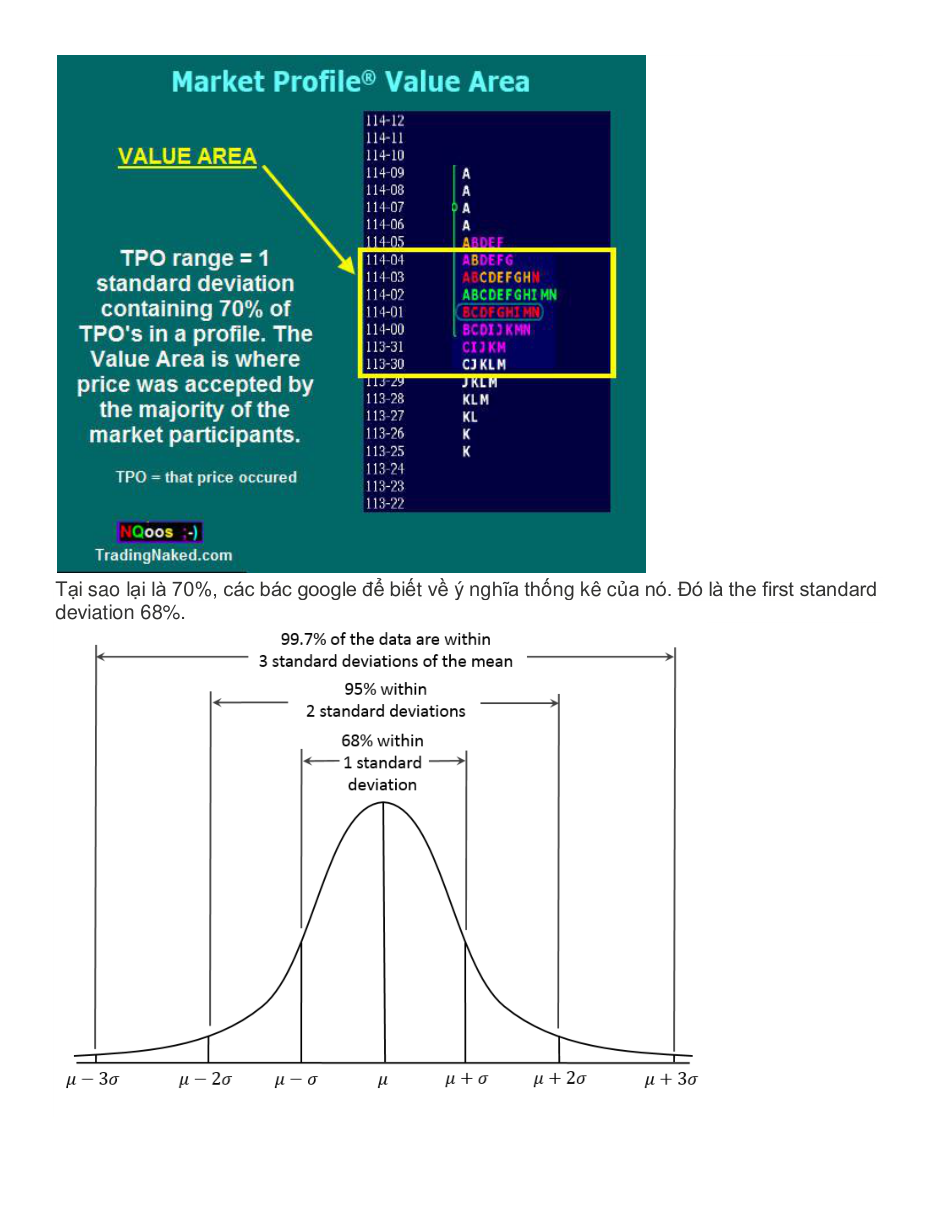 Market Profile® Value Area
VALUE AREA
TPO range = 1
standard deviation
containing 70% of
TPO's in a profile. The
Value Area is where
price was accepted by
the majority of the
market participants.
TPO = that price occured
NQoos ;-)
TradingNaked.com
114-12
114-11
114-10
114-09 A
114-08 A
114-07 A
114-06 A
114-05 ABDEF
114-04 ABDEFG
114-03 ABCDEFGHN
114-02 ABCDEFGHIMN
114-01 BCDFGHIMN
114-00 BCDIJKMN
113-31 CIJKM
113-30 CJKLM
113-29 JKLM
113-28 KLM
113-27 KL
113-26 K
113-25 K
113-24
113-23
113-22
Tại sao lại là 70%, các bác google để biết về ý nghĩa thống kê của nó. Đó là the first standard
deviation 68%.
99.7% of the data are within
3 standard deviations of the mean
95% within
2 standard deviations
68% within
1 standard
deviation
μ − 3σ μ − 2σ μ − σ μ μ + σ μ + 2σ μ + 3σ